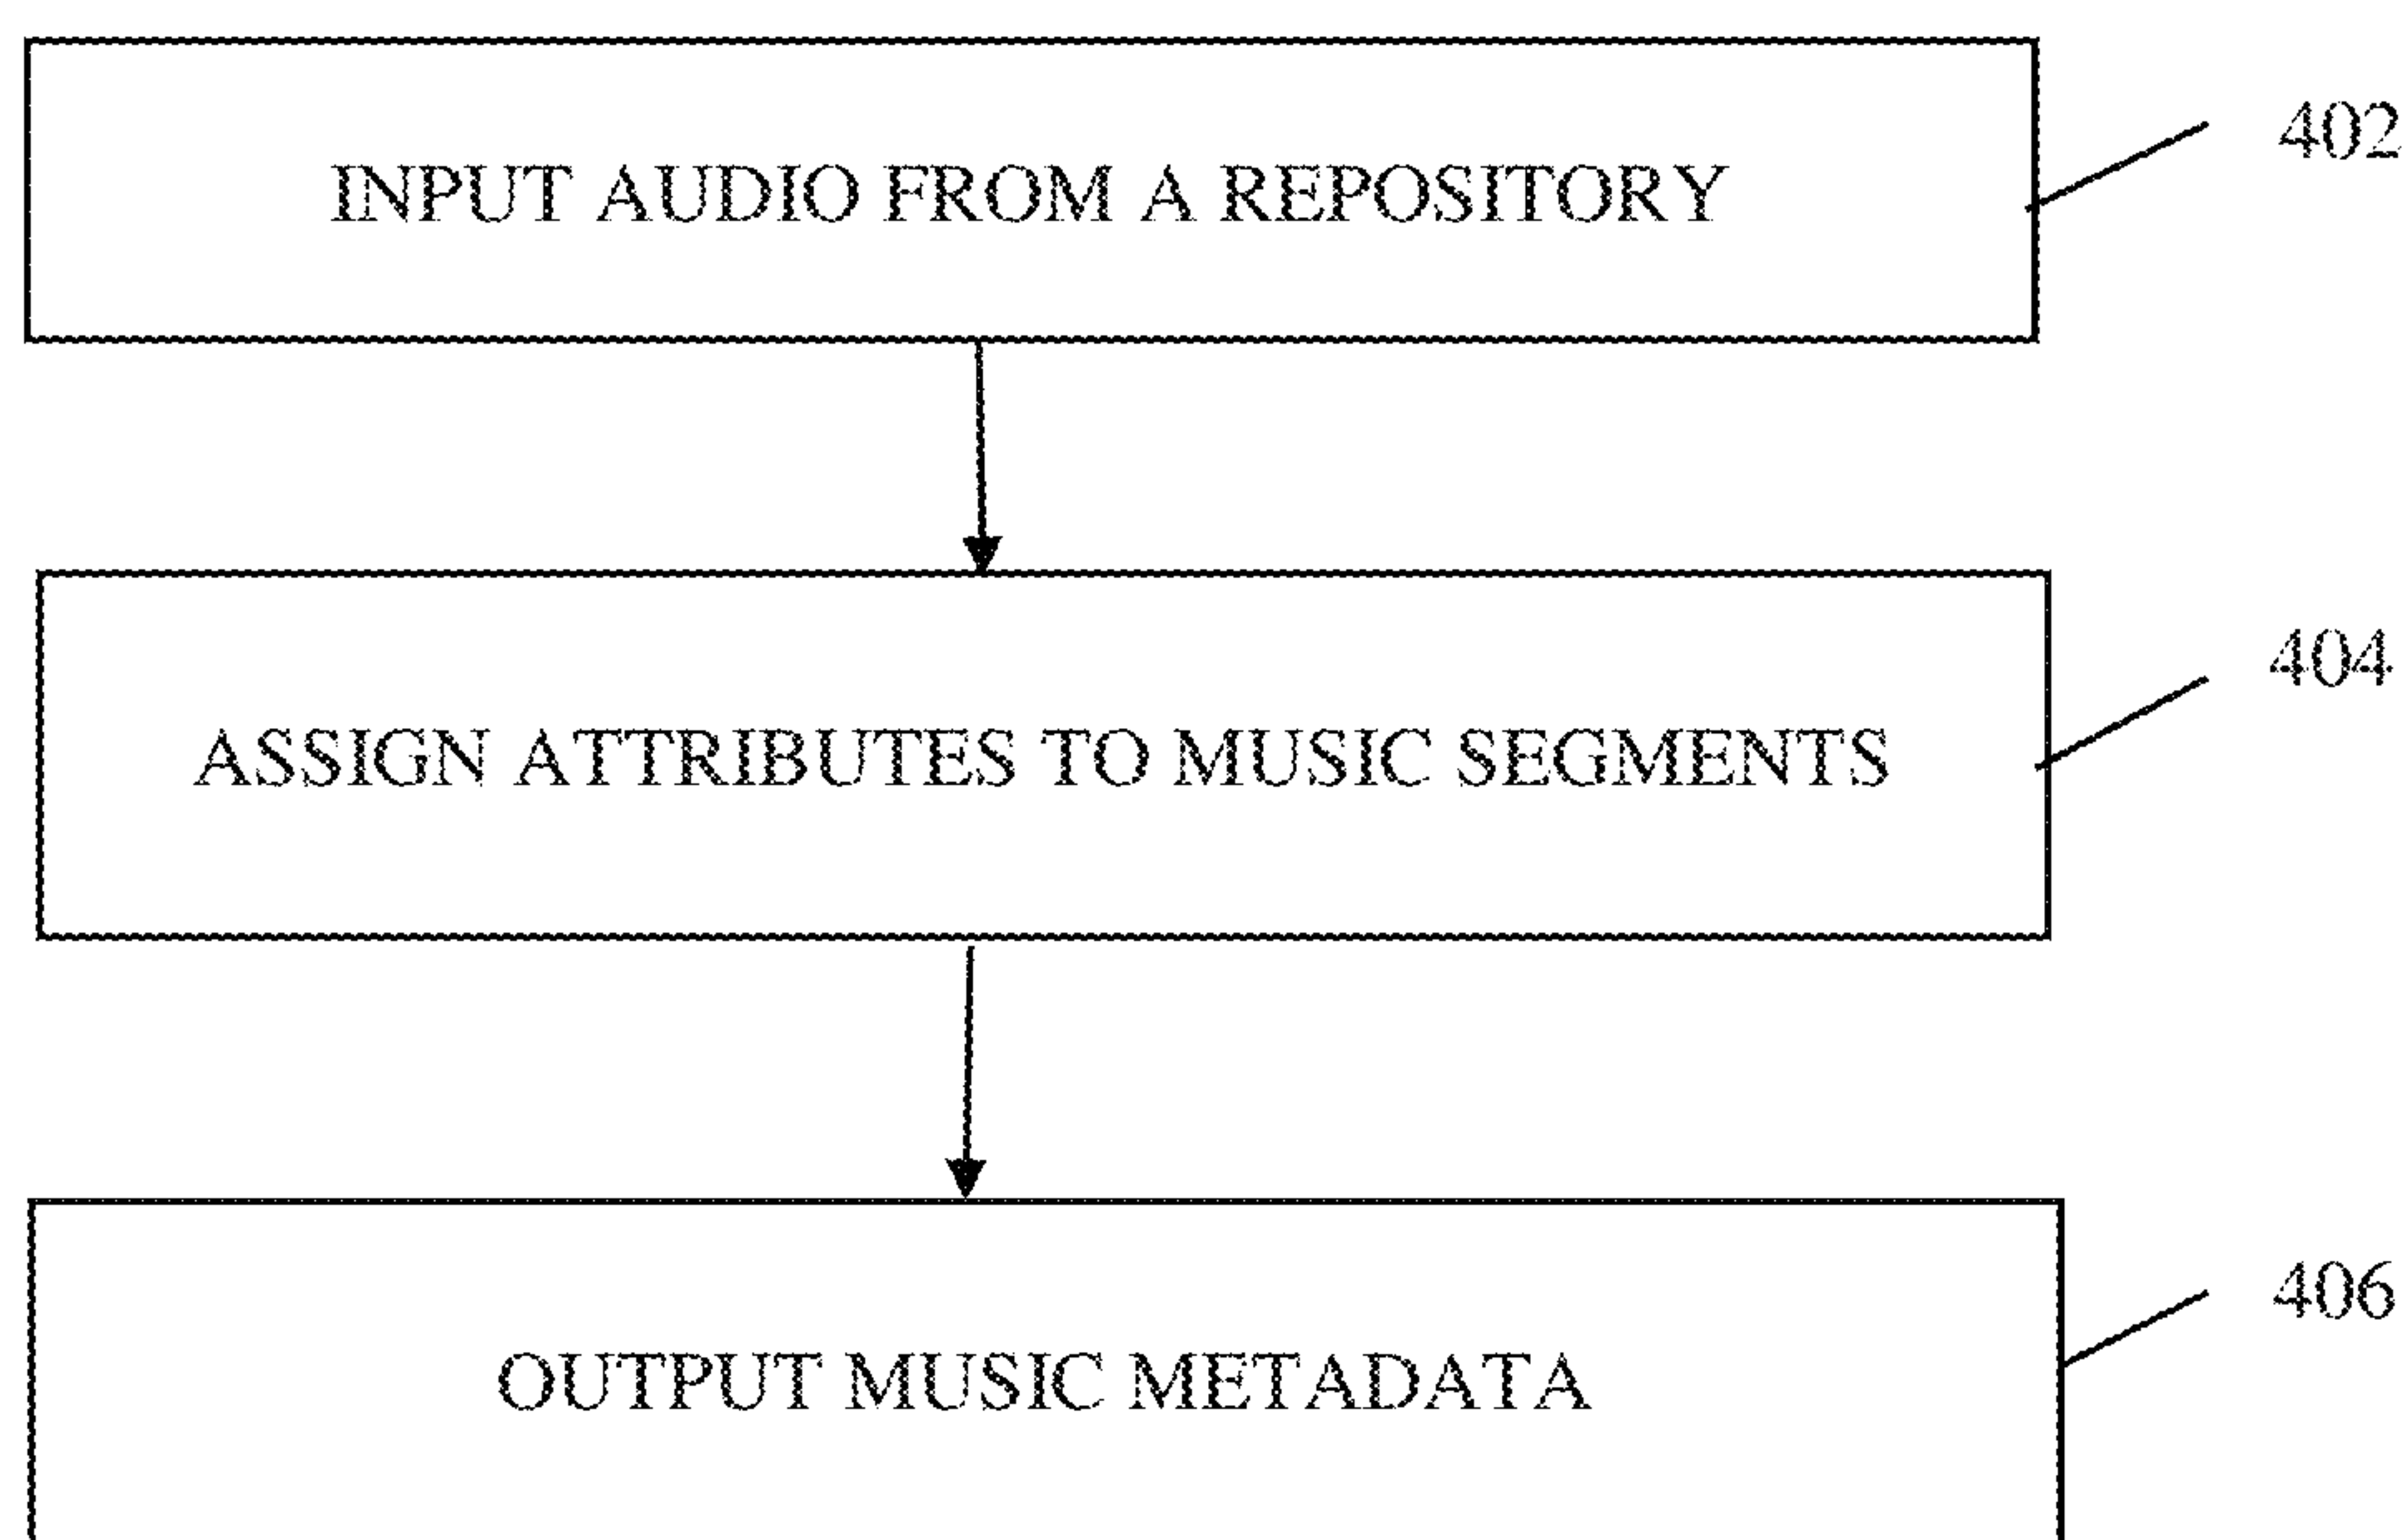 INPUT AUDIO FROM A REPOSITORY
402
ASSIGN ATTRIBUTES TO MUSIC SEGMENTS
404
OUTPUT MUSIC METADATA
406